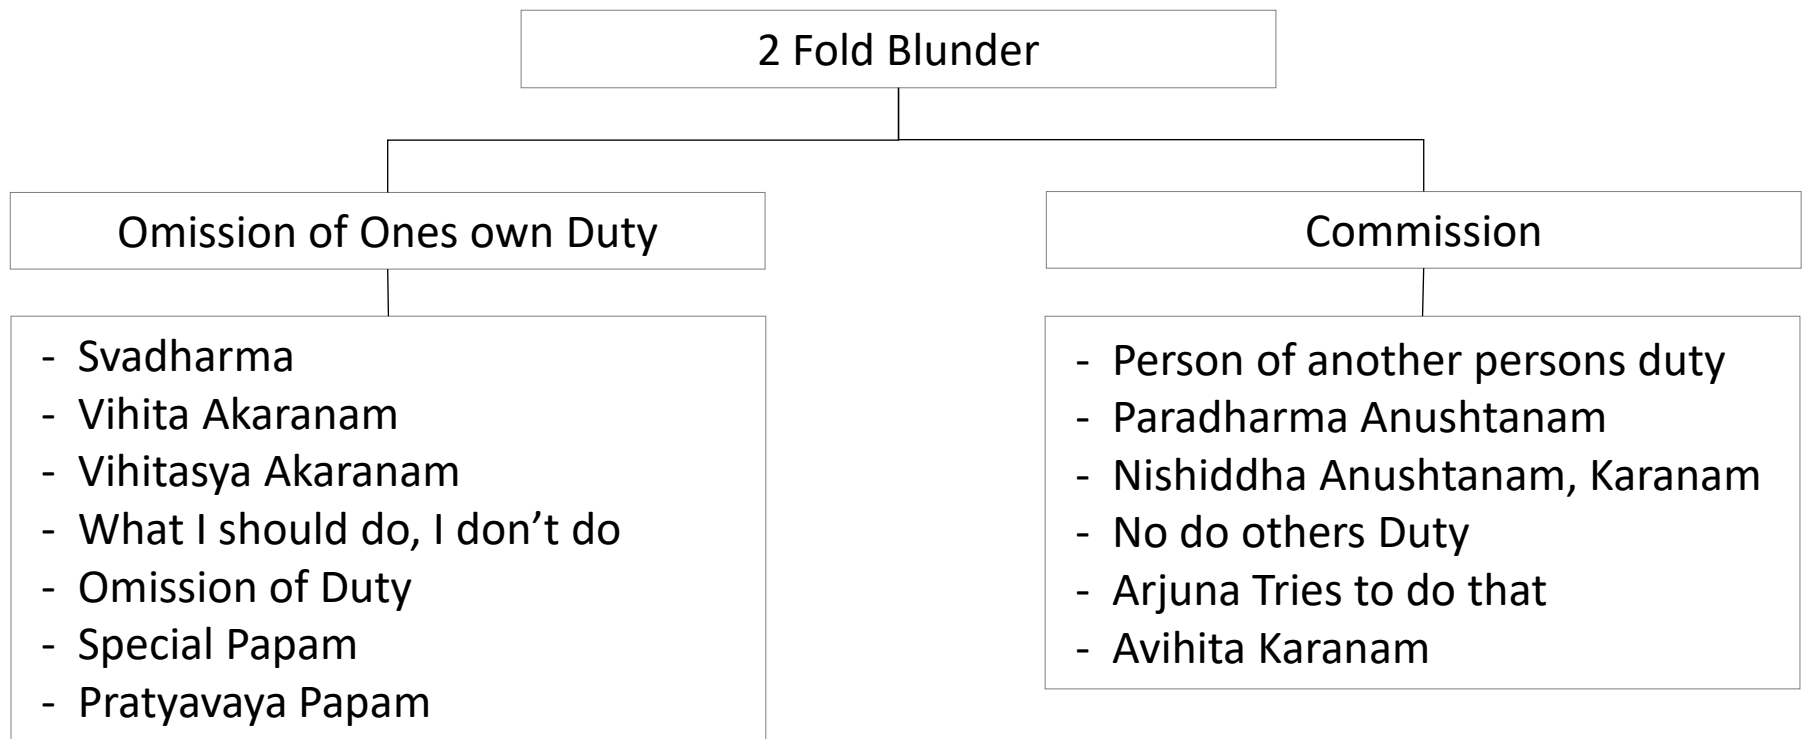 2 Fold Blunder
Omission of Ones own Duty
- Svadharma
- Vihita Akaranam
- Vihitasya Akaranam
- What I should do, I don’t do
- Omission of Duty
- Special Papam
- Pratyavaya Papam
Commission
- Person of another persons duty
- Paradharma Anushtanam
- Nishiddha Anushtanam, Karanam
- No do others Duty
- Arjuna Tries to do that
- Avihita Karanam